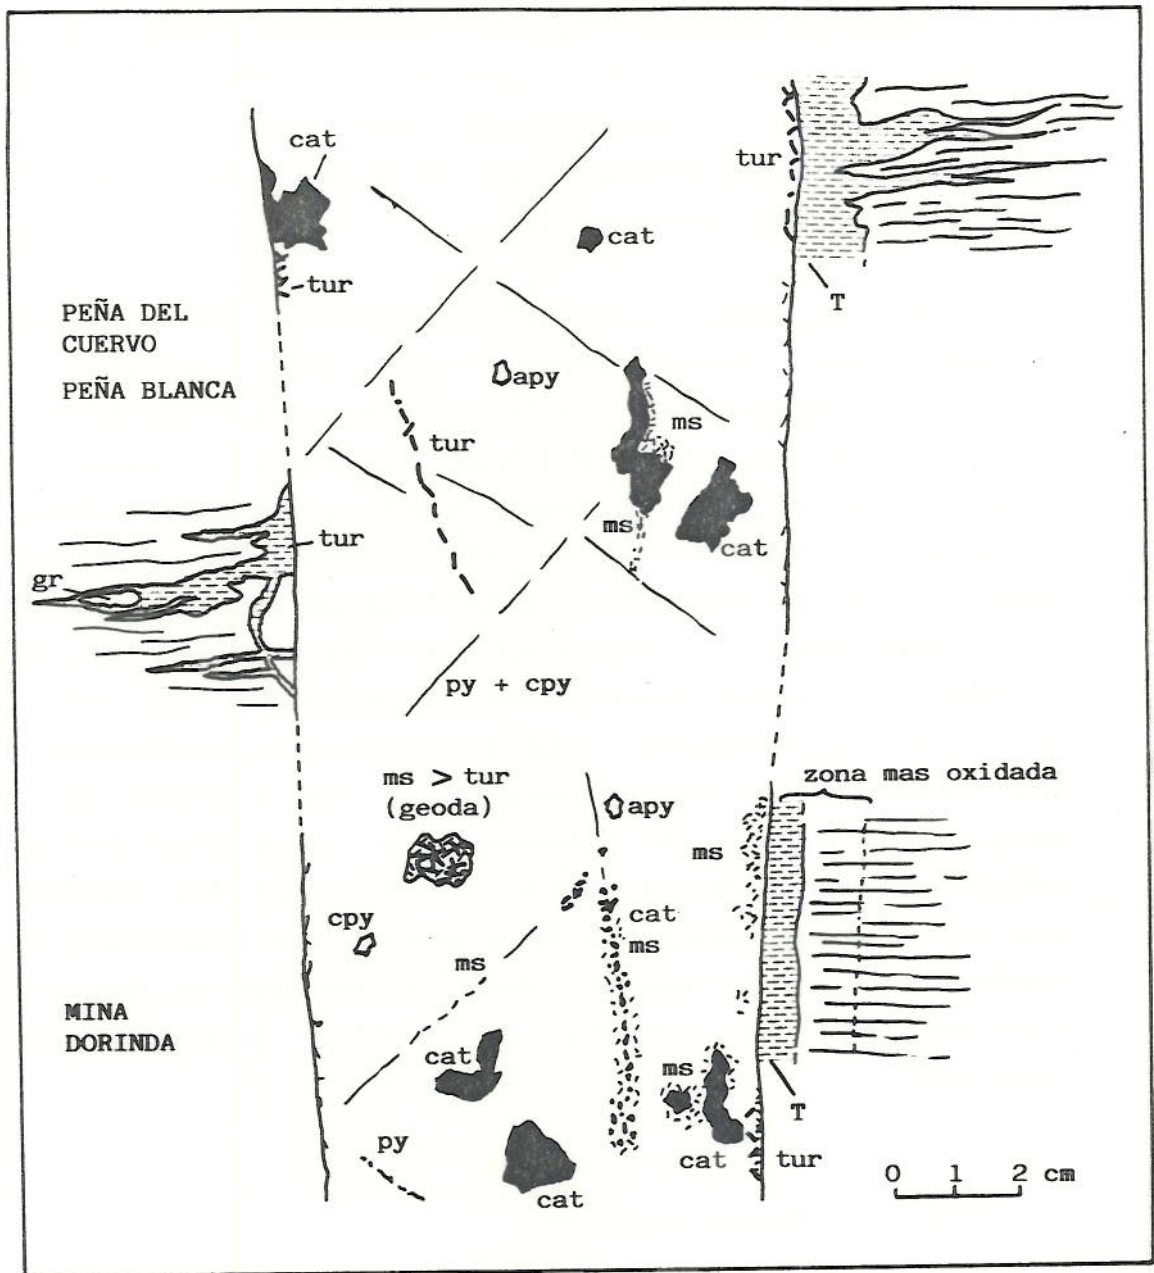 cat
tur
cat
tur
T
PEÑA DEL
CUERVO
PEÑA BLANCA
apy
ms
tur
ms
cat
tur
gr
py + cpy
ms > tur
(geoda)
zona mas oxidada
apy
ms
cpy
cat
ms
ms
MINA
DORINDA
cat
ms
T
py
cat
tur
cat
0 1 2 cm